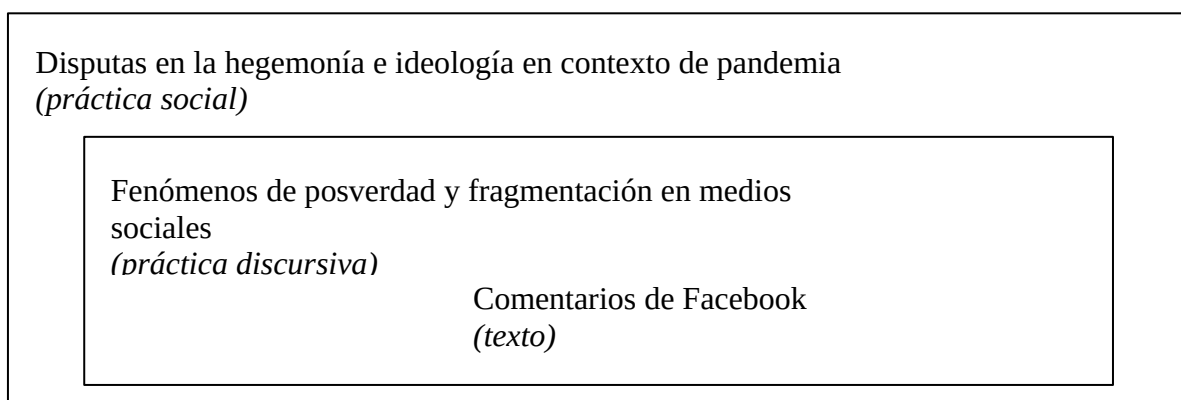 Disputas en la hegemonía e ideología en contexto de pandemia
(práctica social)
Fenómenos de posverdad y fragmentación en medios
sociales
(práctica discursiva)
Comentarios de Facebook
(texto)